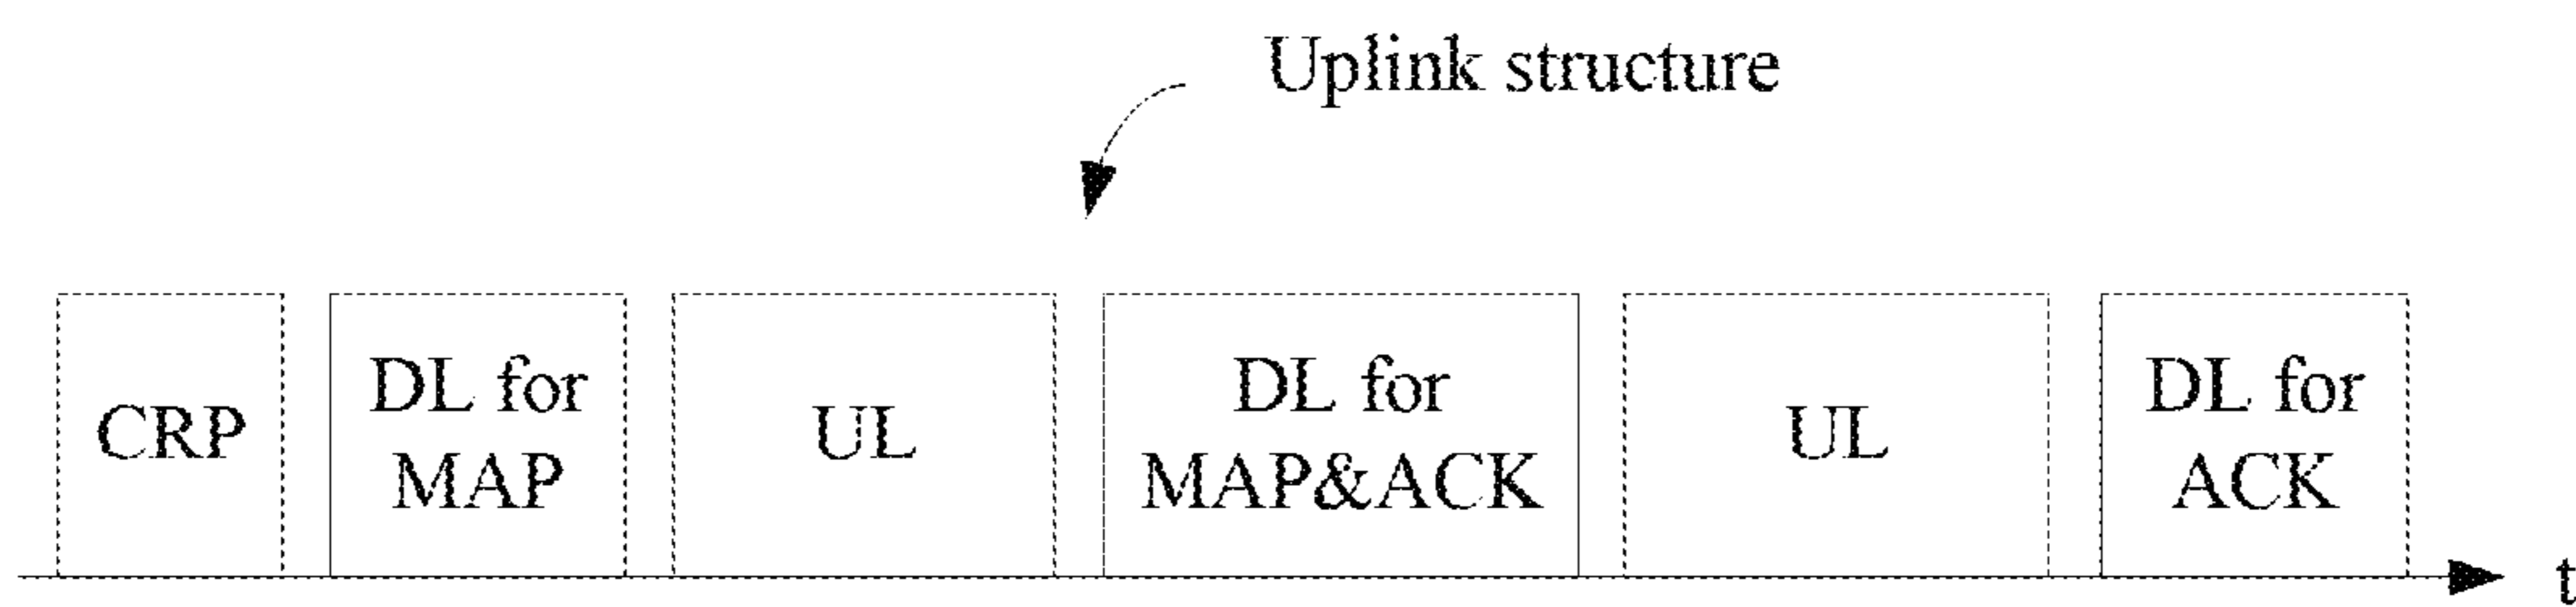 Uplink structure
CRP
DL for
MAP
UL
DL for
MAP&ACK
UL
DL for
ACK
t